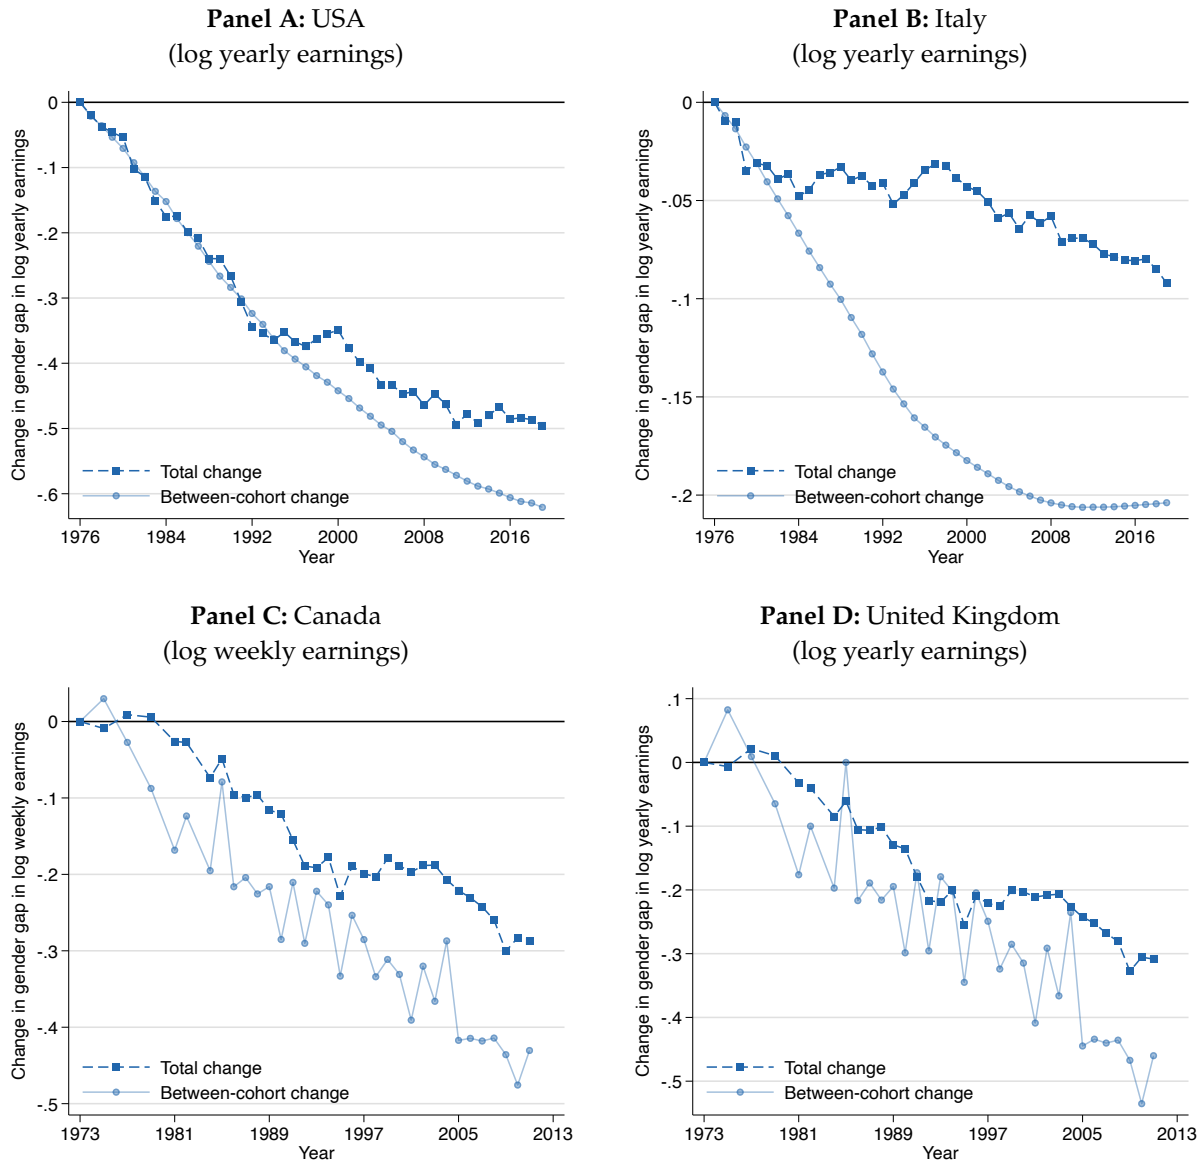 Panel A: USA
(log yearly earnings)
Change in gender gap in log yearly earnings
0
-.1
-.2
-.3
-.4
-.5
-.6
Total change
Between-cohort change
1976 1984 1992 2000 2008 2016
Year
Panel B: Italy
(log yearly earnings)
Change in gender gap in log yearly earnings
0
-.05
-.1
-.15
-.2
Total change
Between-cohort change
1976 1984 1992 2000 2008 2016
Year
Panel C: Canada
(log weekly earnings)
Change in gender gap in log weekly earnings
0
-.1
-.2
-.3
-.4
-.5
Total change
Between-cohort change
1973 1981 1989 1997 2005 2013
Year
Panel D: United Kingdom
(log yearly earnings)
Change in gender gap in log yearly earnings
.1
0
-.1
-.2
-.3
-.4
-.5
Total change
Between-cohort change
1973 1981 1989 1997 2005 2013
Year